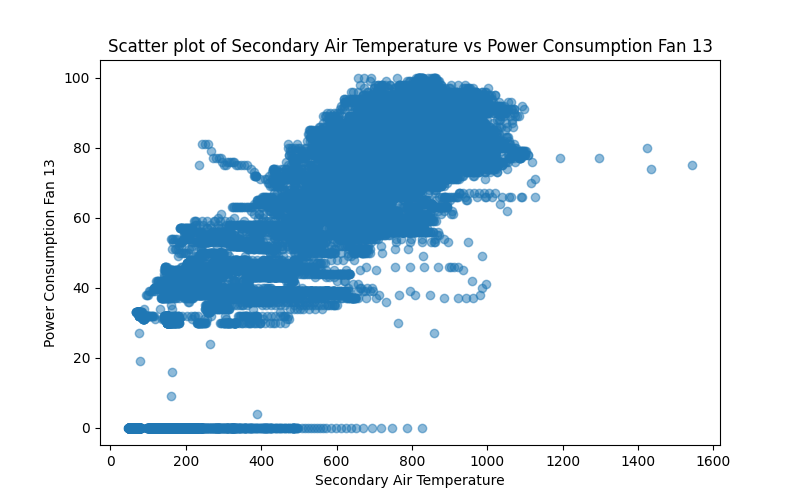 Scatter plot of Secondary Air Temperature vs Power Consumption Fan 13
Power Consumption Fan 13
100
80
60
40
20
0
0 200 400 600 800 1000 1200 1400 1600
Secondary Air Temperature